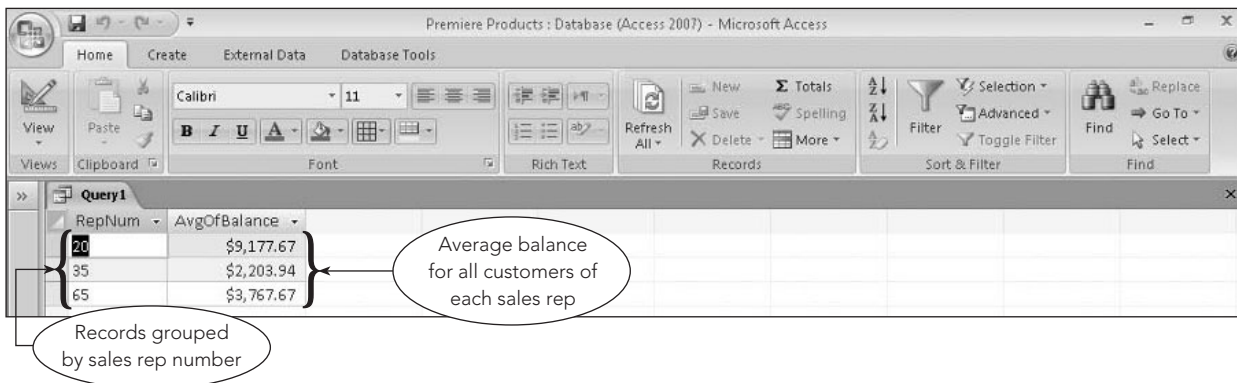 Premiere Products : Database (Access 2007) - Microsoft Access
Home Create External Data Database Tools
View
Views
Paste
Clipboard
Calibri 11
B I U A
Font
ab
Rich Text
Refresh
All
New
Save
Delete
Σ Totals
Spelling
More
Records
A
Z
Z
A
A
Z
Filter
Selection
Advanced
Toggle Filter
Sort & Filter
Find
Replace
Go To
Select
Find
Query1
RepNum AvgOfBalance
20 $9,177.67
35 $2,203.94
65 $3,767.67
Average balance
for all customers of
each sales rep
Records grouped
by sales rep number